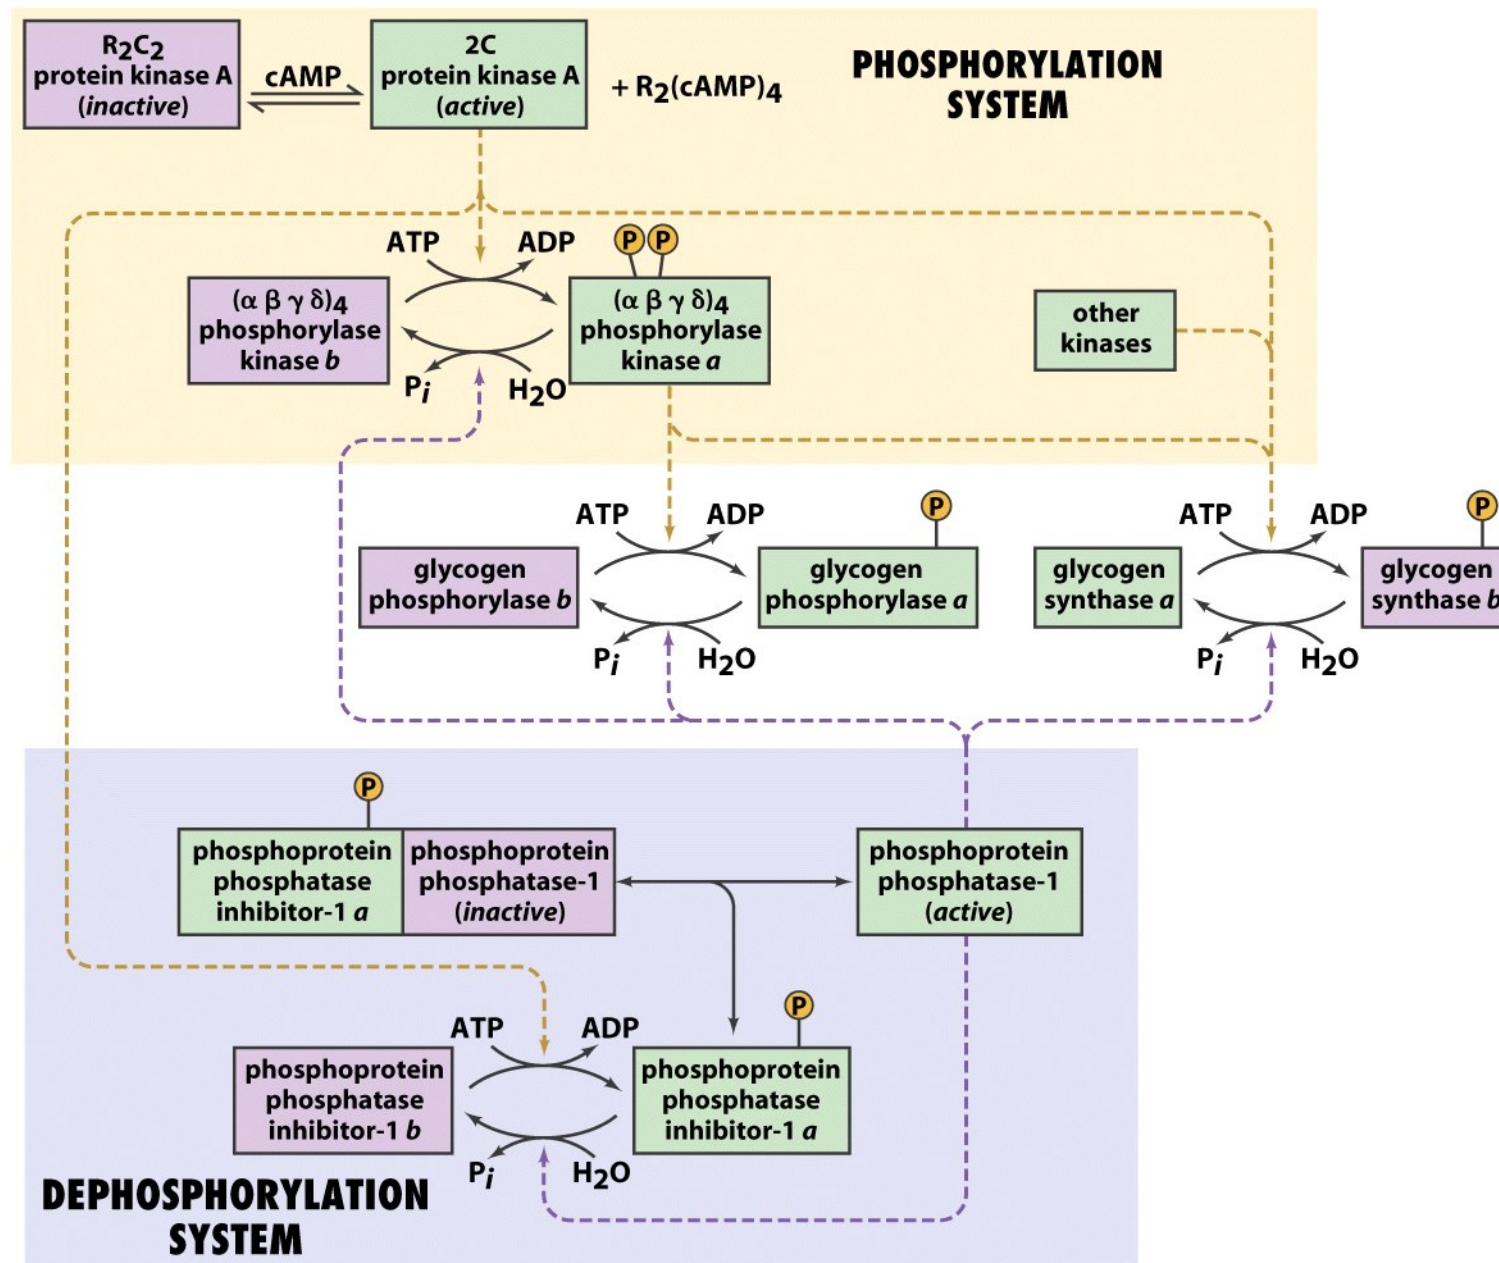 R2C2
protein kinase A
(inactive)
cAMP
2C
protein kinase A
(active)
+ R2(cAMP)4
PHOSPHORYLATION
SYSTEM
ATP
ADP
P P
(α β γ δ)4
phosphorylase
kinase b
(α β γ δ)4
phosphorylase
kinase a
Pi
H2O
other
kinases
ATP
ADP
P
glycogen
phosphorylase b
glycogen
phosphorylase a
Pi
H2O
ATP
ADP
P
glycogen
synthase a
glycogen
synthase b
Pi
H2O
P
phosphoprotein
phosphatase
inhibitor-1 a
phosphoprotein
phosphatase-1
(inactive)
phosphoprotein
phosphatase-1
(active)
ATP
ADP
P
phosphoprotein
phosphatase
inhibitor-1 b
phosphoprotein
phosphatase
inhibitor-1 a
Pi
H2O
DEPHOSPHORYLATION
SYSTEM